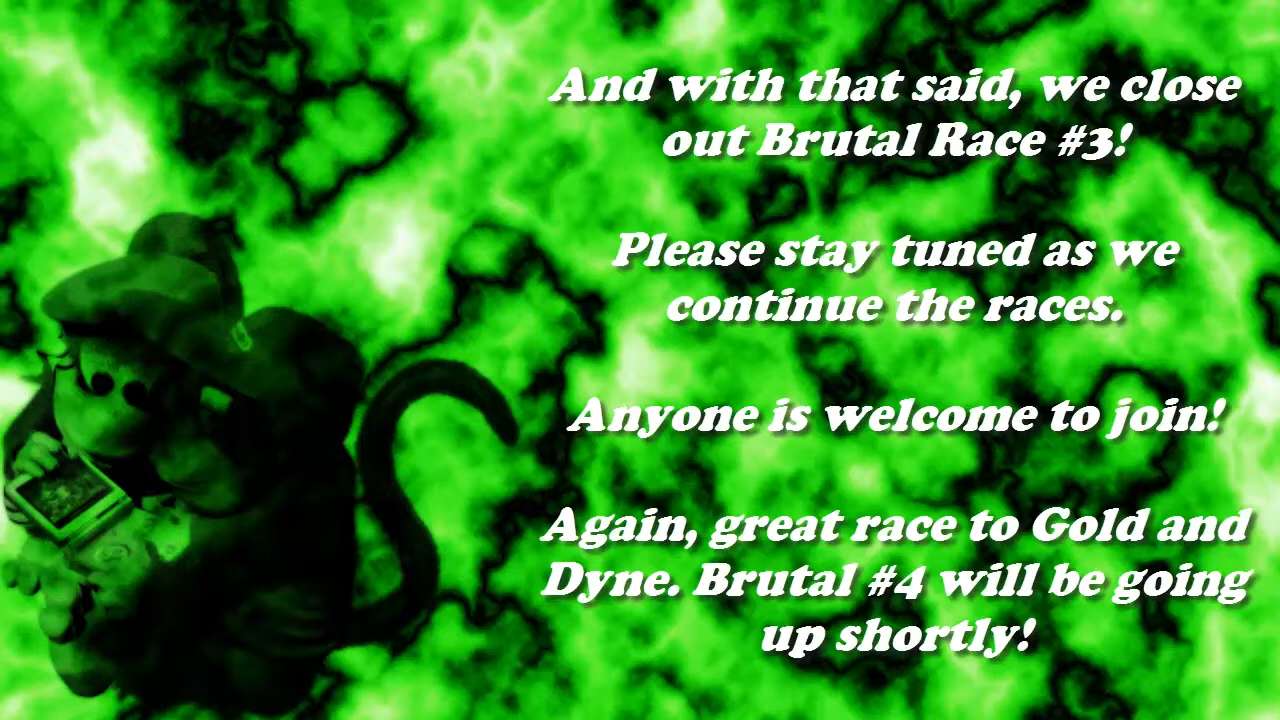 And with that said, we close
out Brutal Race #3!
Please stay tuned as we
continue the races.
Anyone is welcome to join!
Again, great race to Gold and
Dyne. Brutal #4 will be going
up shortly!